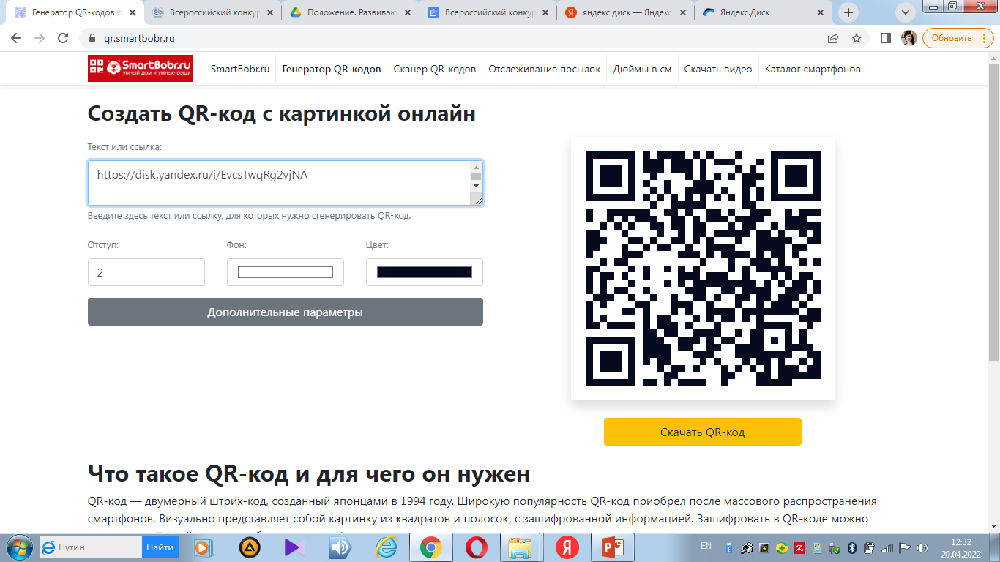 Генератор QR-кодов о
Всероссийский конкур
Положение. Развиваю
Всероссийский конкур
яндекс диск — Яндекс
Яндекс.Диск
qr.smartbobr.ru
Обновить
SmartBobr.ru
умный дом и умные вещи
SmartBobr.ru
Генератор QR-кодов
Сканер QR-кодов
Отслеживание посылок
Дюймы в см
Скачать видео
Каталог смартфонов
Создать QR-код с картинкой онлайн
Текст или ссылка:
https://disk.yandex.ru/i/EvcsTwqRg2vjNA
Введите здесь текст или ссылку, для которых нужно сгенерировать QR-код.
Отступ:
Фон:
Цвет:
2
Дополнительные параметры
Скачать QR-код
Что такое QR-код и для чего он нужен
QR-код — двумерный штрих-код, созданный японцами в 1994 году. Широкую популярность QR-код приобрел после массового распространения
смартфонов. Визуально представляет собой картинку из квадратов и полосок, с зашифрованной информацией. Зашифровать в QR-коде можно
Путин
Найти
EN
12:32
20.04.2022